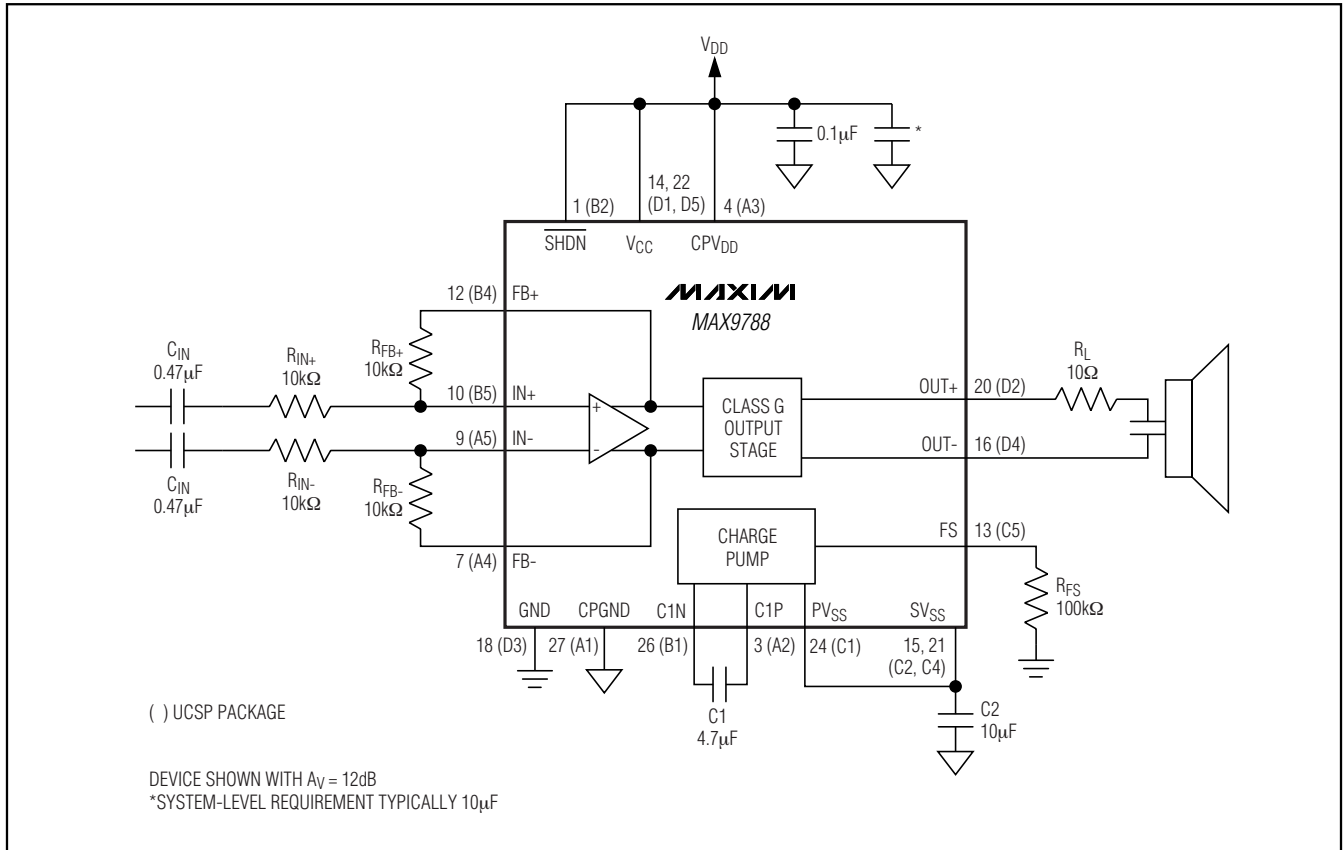 VDD
0.1µF
*
14, 22
(D1, D5)
1 (B2)
4 (A3)
SHDN
VCC
CPVDD
MAXIM
MAX9788
12 (B4)
FB+
CIN
0.47µF
RIN+
10kΩ
RFB+
10kΩ
10 (B5)
IN+
+
CLASS G
OUTPUT
STAGE
OUT+
20 (D2)
RL
10Ω
9 (A5)
IN-
-
OUT-
16 (D4)
CIN
0.47µF
RIN-
10kΩ
RFB-
10kΩ
7 (A4)
FB-
CHARGE
PUMP
FS
13 (C5)
RFS
100kΩ
GND
CPGND
C1N
C1P
PVSS
SVSS
18 (D3)
27 (A1)
26 (B1)
3 (A2)
24 (C1)
15, 21
(C2, C4)
C1
4.7µF
C2
10µF
( ) UCSP PACKAGE
DEVICE SHOWN WITH AV = 12dB
*SYSTEM-LEVEL REQUIREMENT TYPICALLY 10µF